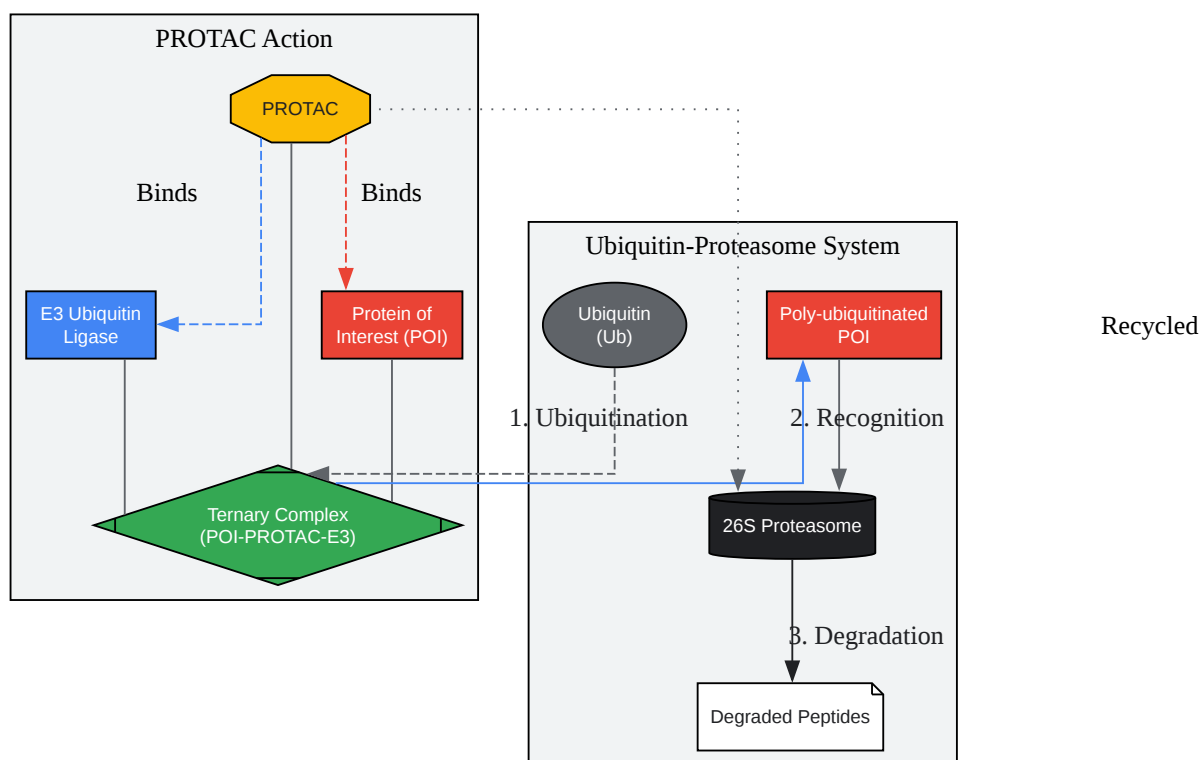 PROTAC Action
PROTAC
Binds
Binds
Ubiquitin-Proteasome System
E3 Ubiquitin
Ligase
Protein of
Interest (POI)
Ubiquitin
(Ub)
Poly-ubiquitinated
POI
Recycled
1. Ubiquitination
2. Recognition
Ternary Complex
(POI-PROTAC-E3)
26S Proteasome
3. Degradation
Degraded Peptides